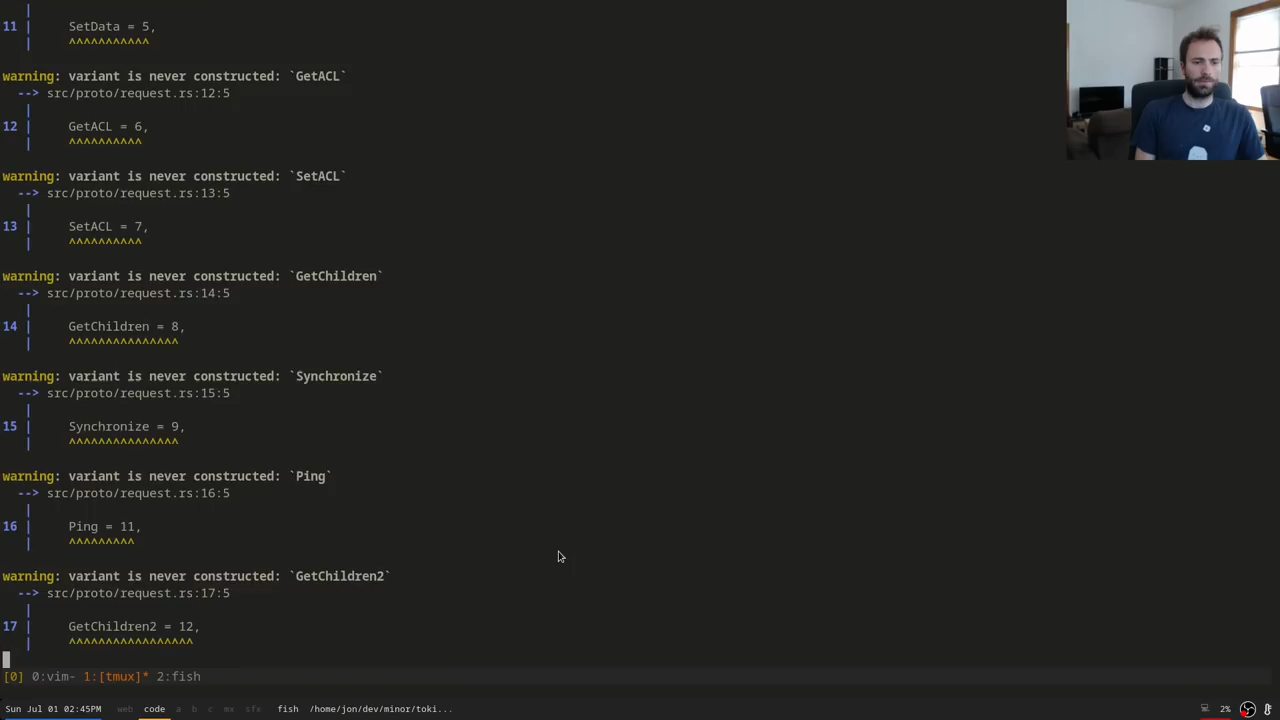 |
11 |     SetData = 5,
   |     ^^^^^^^^^^^
warning: variant is never constructed: `GetACL`
  --> src/proto/request.rs:12:5
   |
12 |     GetACL = 6,
   |     ^^^^^^^^^^
warning: variant is never constructed: `SetACL`
  --> src/proto/request.rs:13:5
   |
13 |     SetACL = 7,
   |     ^^^^^^^^^^
warning: variant is never constructed: `GetChildren`
  --> src/proto/request.rs:14:5
   |
14 |     GetChildren = 8,
   |     ^^^^^^^^^^^^^^^
warning: variant is never constructed: `Synchronize`
  --> src/proto/request.rs:15:5
   |
15 |     Synchronize = 9,
   |     ^^^^^^^^^^^^^^^
warning: variant is never constructed: `Ping`
  --> src/proto/request.rs:16:5
   |
16 |     Ping = 11,
   |     ^^^^^^^^^
warning: variant is never constructed: `GetChildren2`
  --> src/proto/request.rs:17:5
   |
17 |     GetChildren2 = 12,
   |     ^^^^^^^^^^^^^^^^^
[0] 0:vim- 1:[tmux]* 2:fish
Sun Jul 01 02:45PM web code a b c mx sfx fish /home/jon/dev/minor/toki... 2%